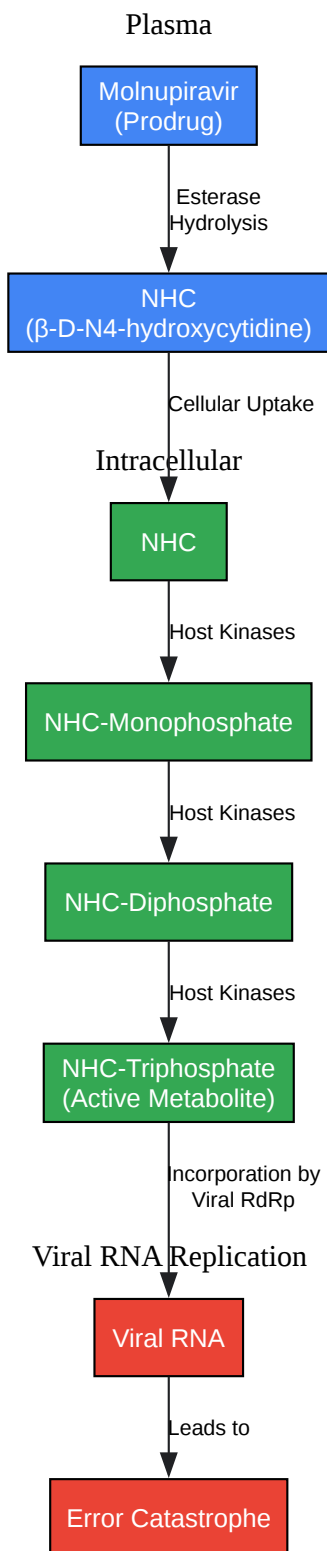 Plasma
Molnupiravir
(Prodrug)
Esterase
Hydrolysis
NHC
(β-D-N4-hydroxycytidine)
Cellular Uptake
Intracellular
NHC
Host Kinases
NHC-Monophosphate
Host Kinases
NHC-Diphosphate
Host Kinases
NHC-Triphosphate
(Active Metabolite)
Incorporation by
Viral RdRp
Viral RNA Replication
Viral RNA
Leads to
Error Catastrophe